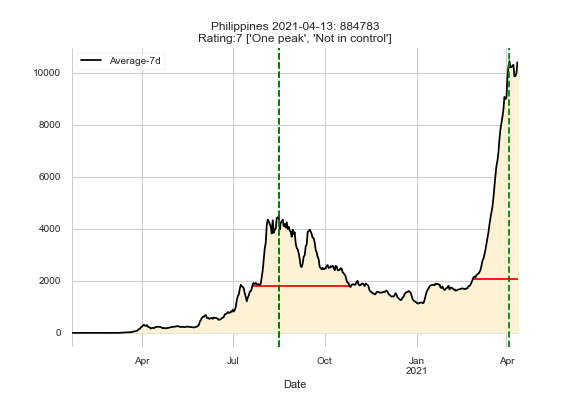 Philippines 2021-04-13: 884783
Rating:7 ['One peak', 'Not in control']
Average-7d
10000
8000
6000
4000
2000
0
Apr
Jul
Oct
Jan
2021
Apr
Date